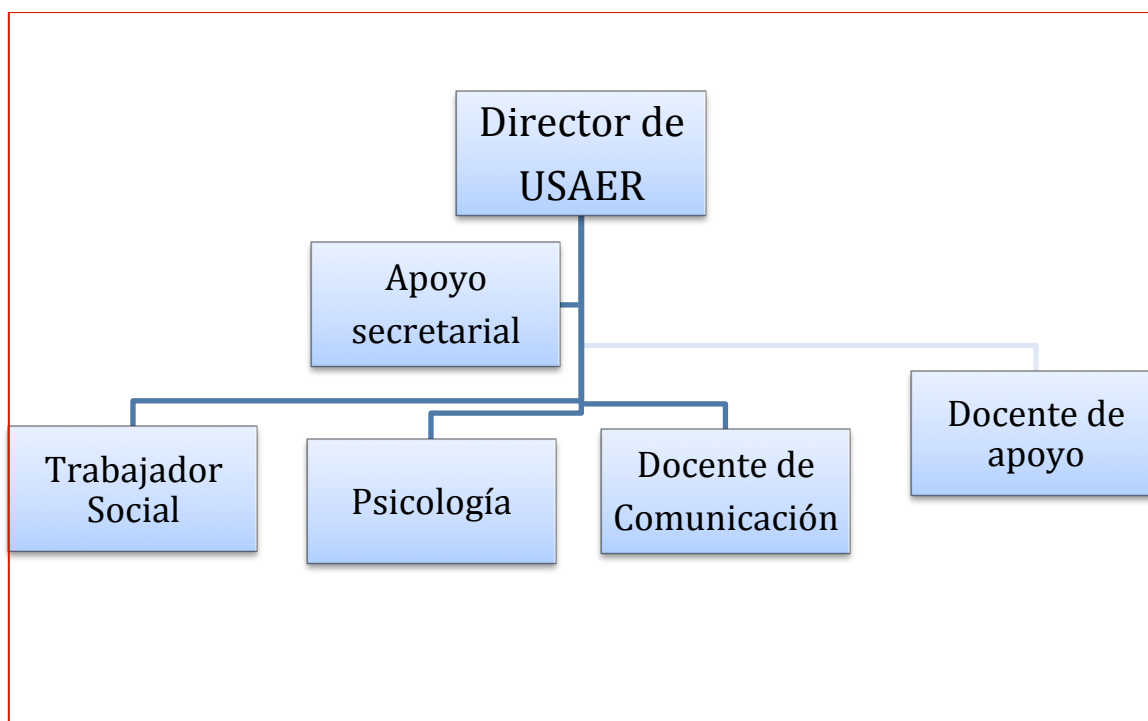 Director de
USAER
Apoyo
secretarial
Docente de
apoyo
Trabajador
Social
Psicología
Docente de
Comunicación